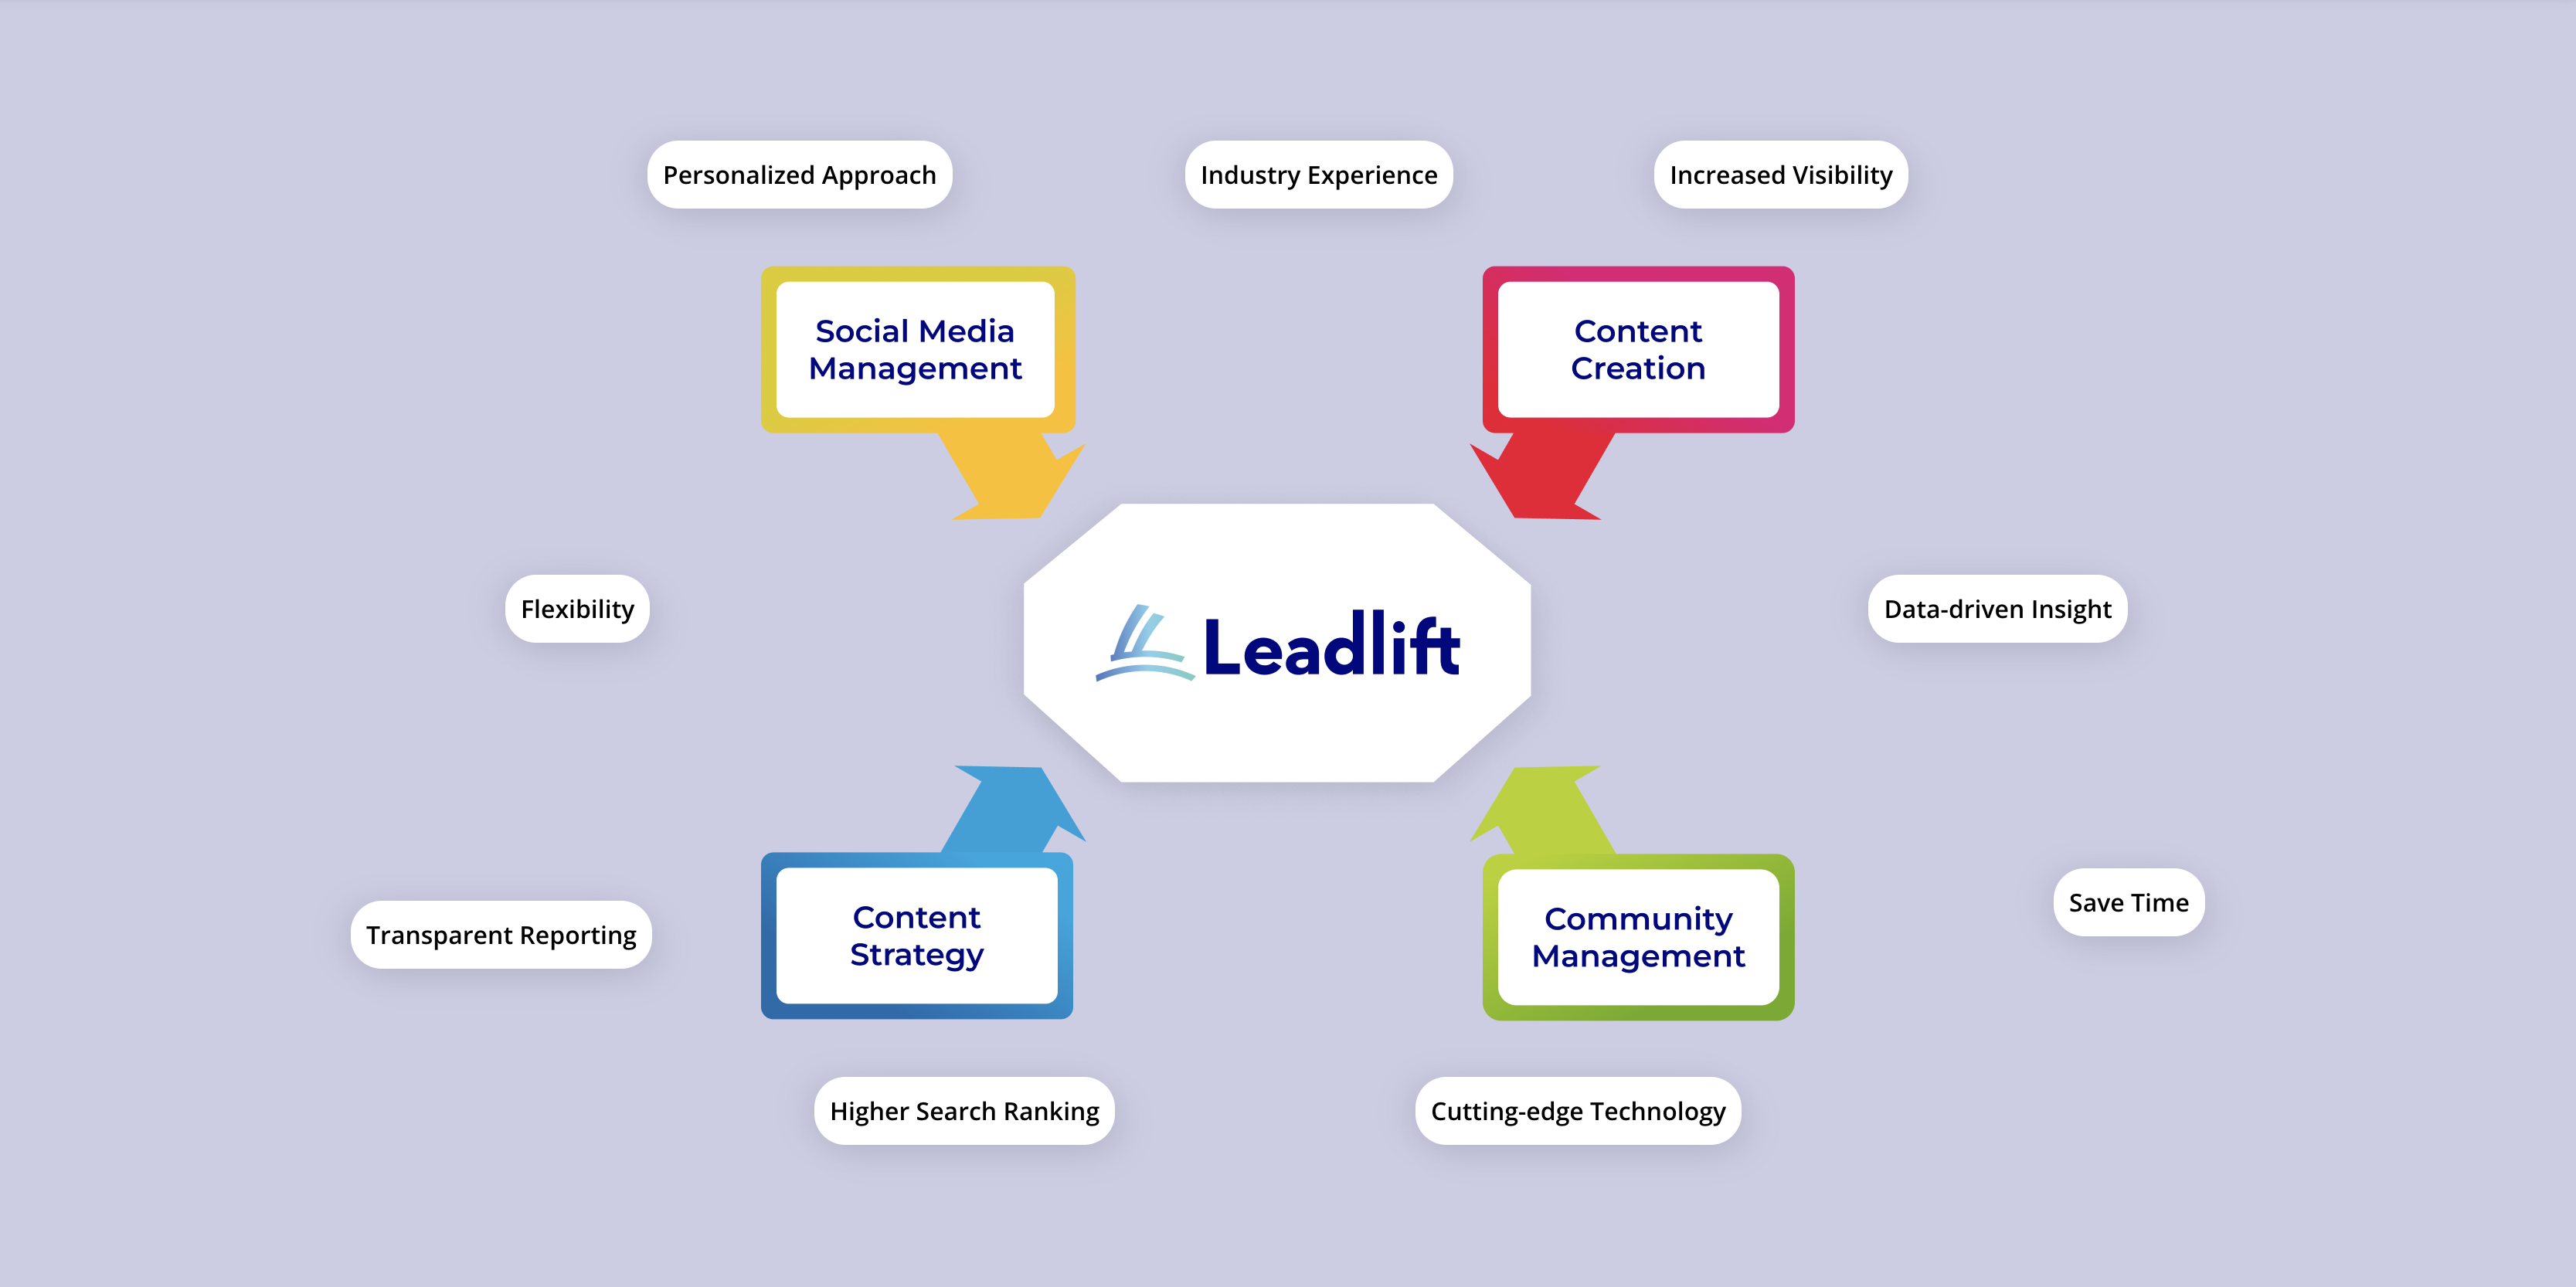 Personalized Approach
Industry Experience
Increased Visibility
Social Media
Management
Content
Creation
Flexibility
Leadlift
Data-driven Insight
Transparent Reporting
Content
Strategy
Community
Management
Save Time
Higher Search Ranking
Cutting-edge Technology